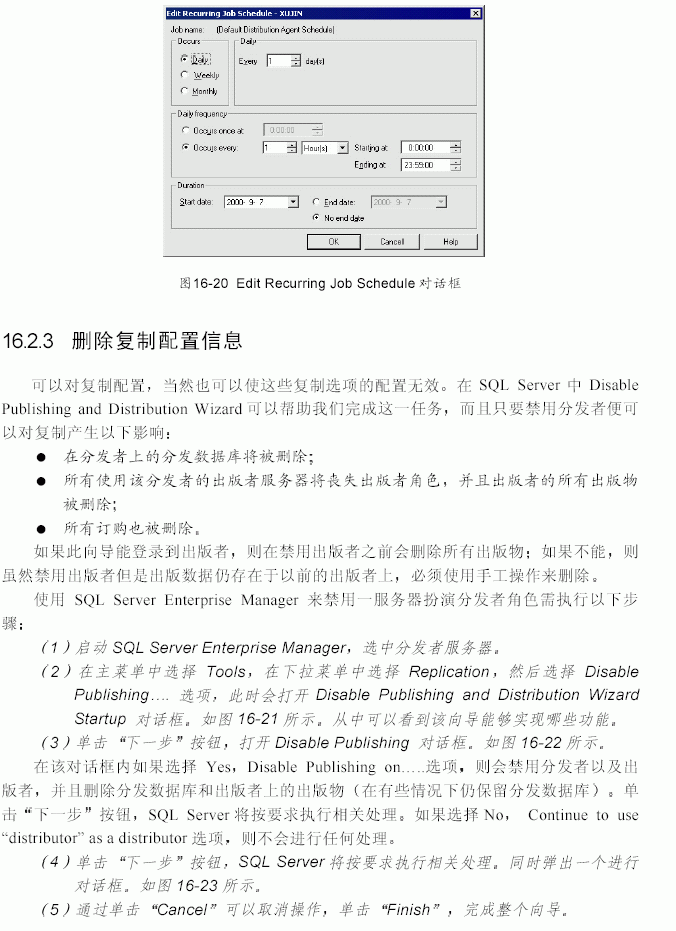 Edit Recurring Job Schedule - XUJIN
Job name: (Default Distribution Agent Schedule)
Occurs
Daily
Daily
Every 1 day(s)
Weekly
Monthly
Daily frequency
Occurs once at: 0:00:00
Occurs every: 1 Hour(s) Starting at: 0:00:00
Ending at: 23:59:00
Duration
Start date: 2000- 9- 7 End date: 2000- 9- 7
No end date
OK Cancel Help
图16-20 Edit Recurring Job Schedule 对话框
16.2.3 删除复制配置信息
可以对复制配置，当然也可以使这些复制选项的配置无效。在 SQL Server 中 Disable
Publishing and Distribution Wizard 可以帮助我们完成这一任务，而且只要禁用分发者便可
以对复制产生以下影响：
● 在分发者上的分发数据库将被删除；
● 所有使用该分发者的出版者服务器将丧失出版者角色，并且出版者的所有出版物
被删除；
● 所有订购也被删除。
如果此向导能登录到出版者，则在禁用出版者之前会删除所有出版物；如果不能，则
虽然禁用出版者但是出版数据仍存在于以前的出版者上，必须使用手工操作来删除。
使用 SQL Server Enterprise Manager 来禁用一服务器扮演分发者角色需执行以下步
骤：
（1）启动 SQL Server Enterprise Manager，选中分发者服务器。
（2）在主菜单中选择 Tools，在下拉菜单中选择 Replication，然后选择 Disable
Publishing.... 选项，此时会打开 Disable Publishing and Distribution Wizard
Startup 对话框。如图 16-21 所示。从中可以看到该向导能够实现哪些功能。
（3）单击“下一步”按钮，打开 Disable Publishing 对话框。如图 16-22 所示。
在该对话框内如果选择 Yes，Disable Publishing on.....选项，则会禁用分发者以及出
版者，并且删除分发数据库和出版者上的出版物（在有些情况下仍保留分发数据库）。单
击“下一步”按钮，SQL Server 将按要求执行相关处理。如果选择 No， Continue to use
“distributor” as a distributor 选项，则不会进行任何处理。
（4）单击“下一步”按钮，SQL Server 将按要求执行相关处理。同时弹出一个进行
对话框。如图 16-23 所示。
（5）通过单击“Cancel”可以取消操作，单击“Finish”，完成整个向导。